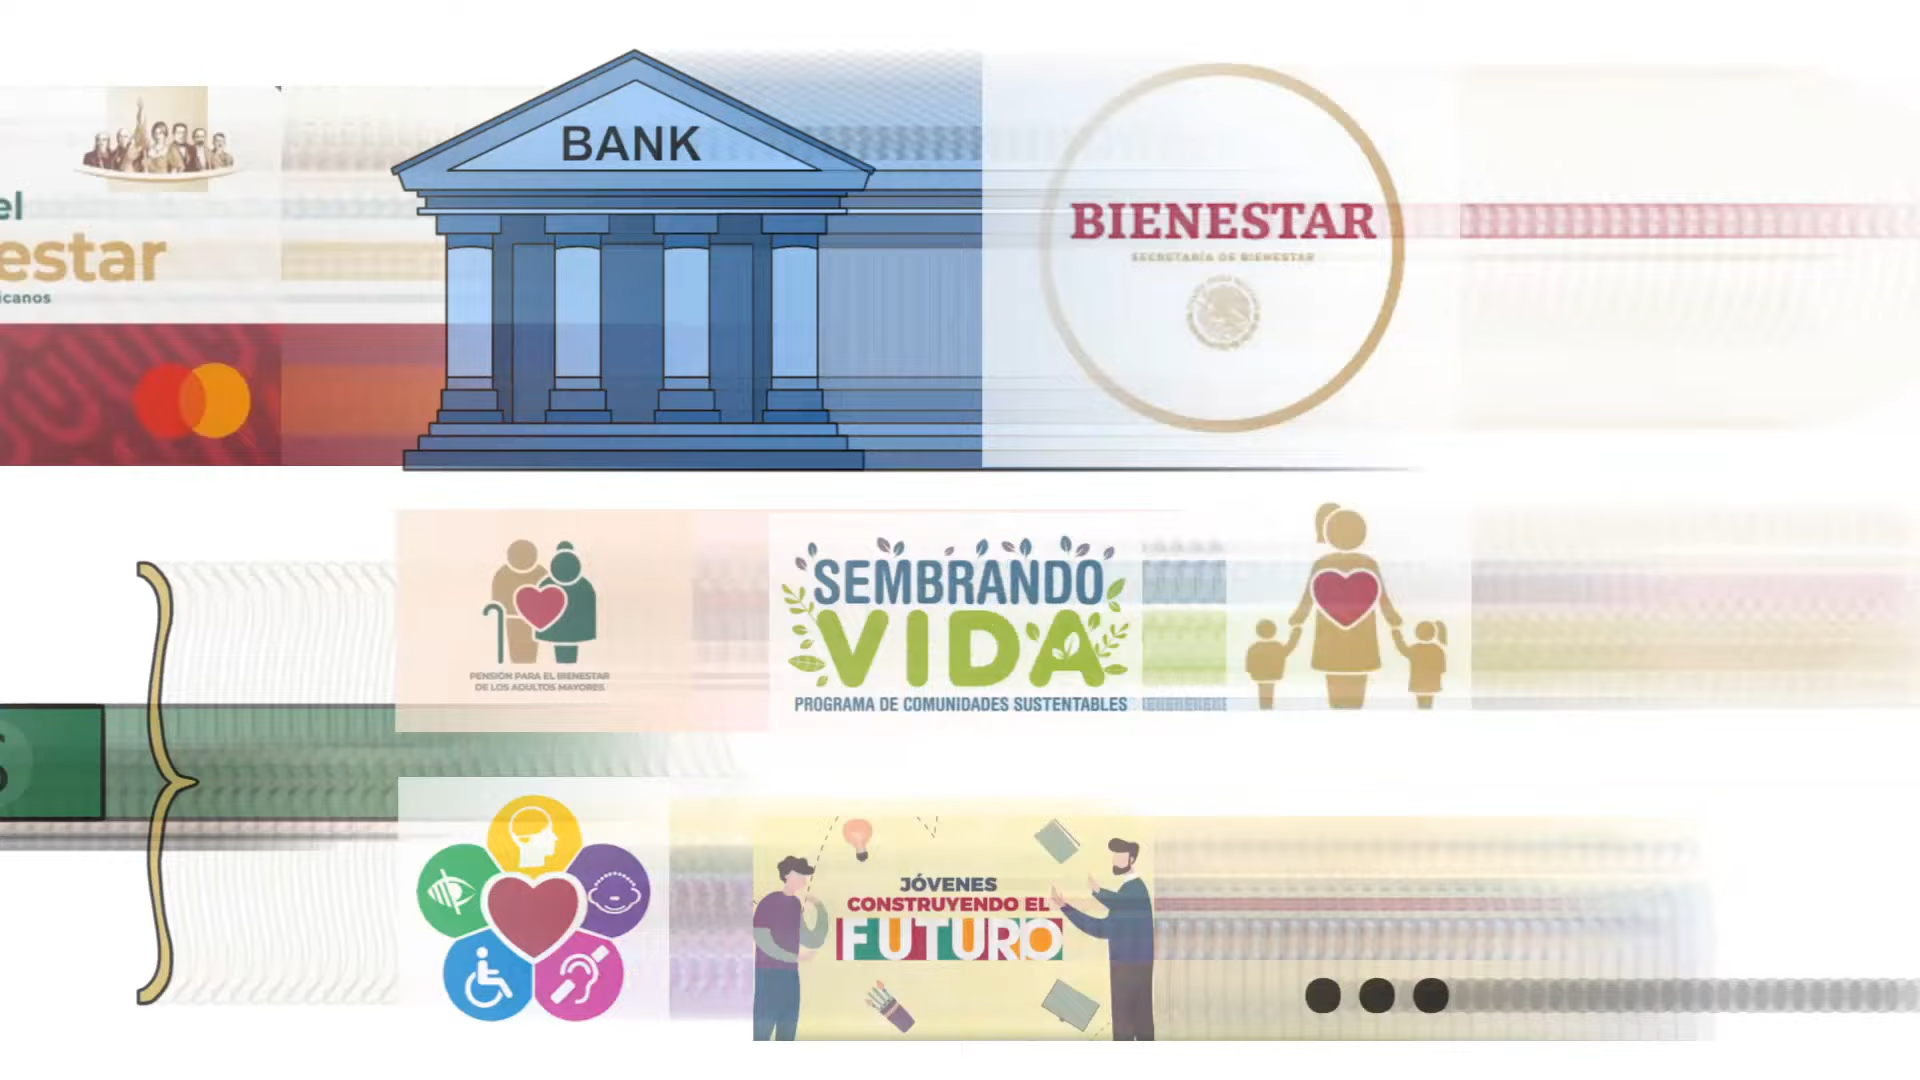 el
estar
icanos
BANK
BIENESTAR
SECRETARÍA DE BIENESTAR
PENSIÓN PARA EL BIENESTAR
DE LOS ADULTOS MAYORES
SEMBRANDO
VIDA
PROGRAMA DE COMUNIDADES SUSTENTABLES
JÓVENES
CONSTRUYENDO EL
FUTURO